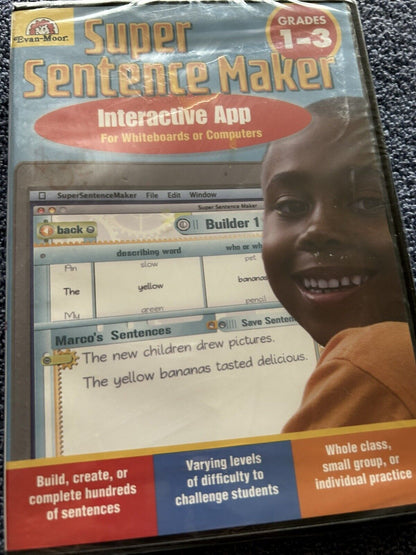 Evan-Moor
Super
Sentence Maker
GRADES
1-3
Interactive App
For Whiteboards or Computers
SuperSentenceMaker File Edit Window
Super Sentence Maker
back Builder 1
describing word who or wh
An slow pet
The yellow bananas
My green pencil
Marco's Sentences Save Senten
The new children drew pictures.
The yellow bananas tasted delicious.
Build, create, or
complete hundreds
of sentences
Varying levels
of difficulty to
challenge students
Whole class,
small group, or
individual practice